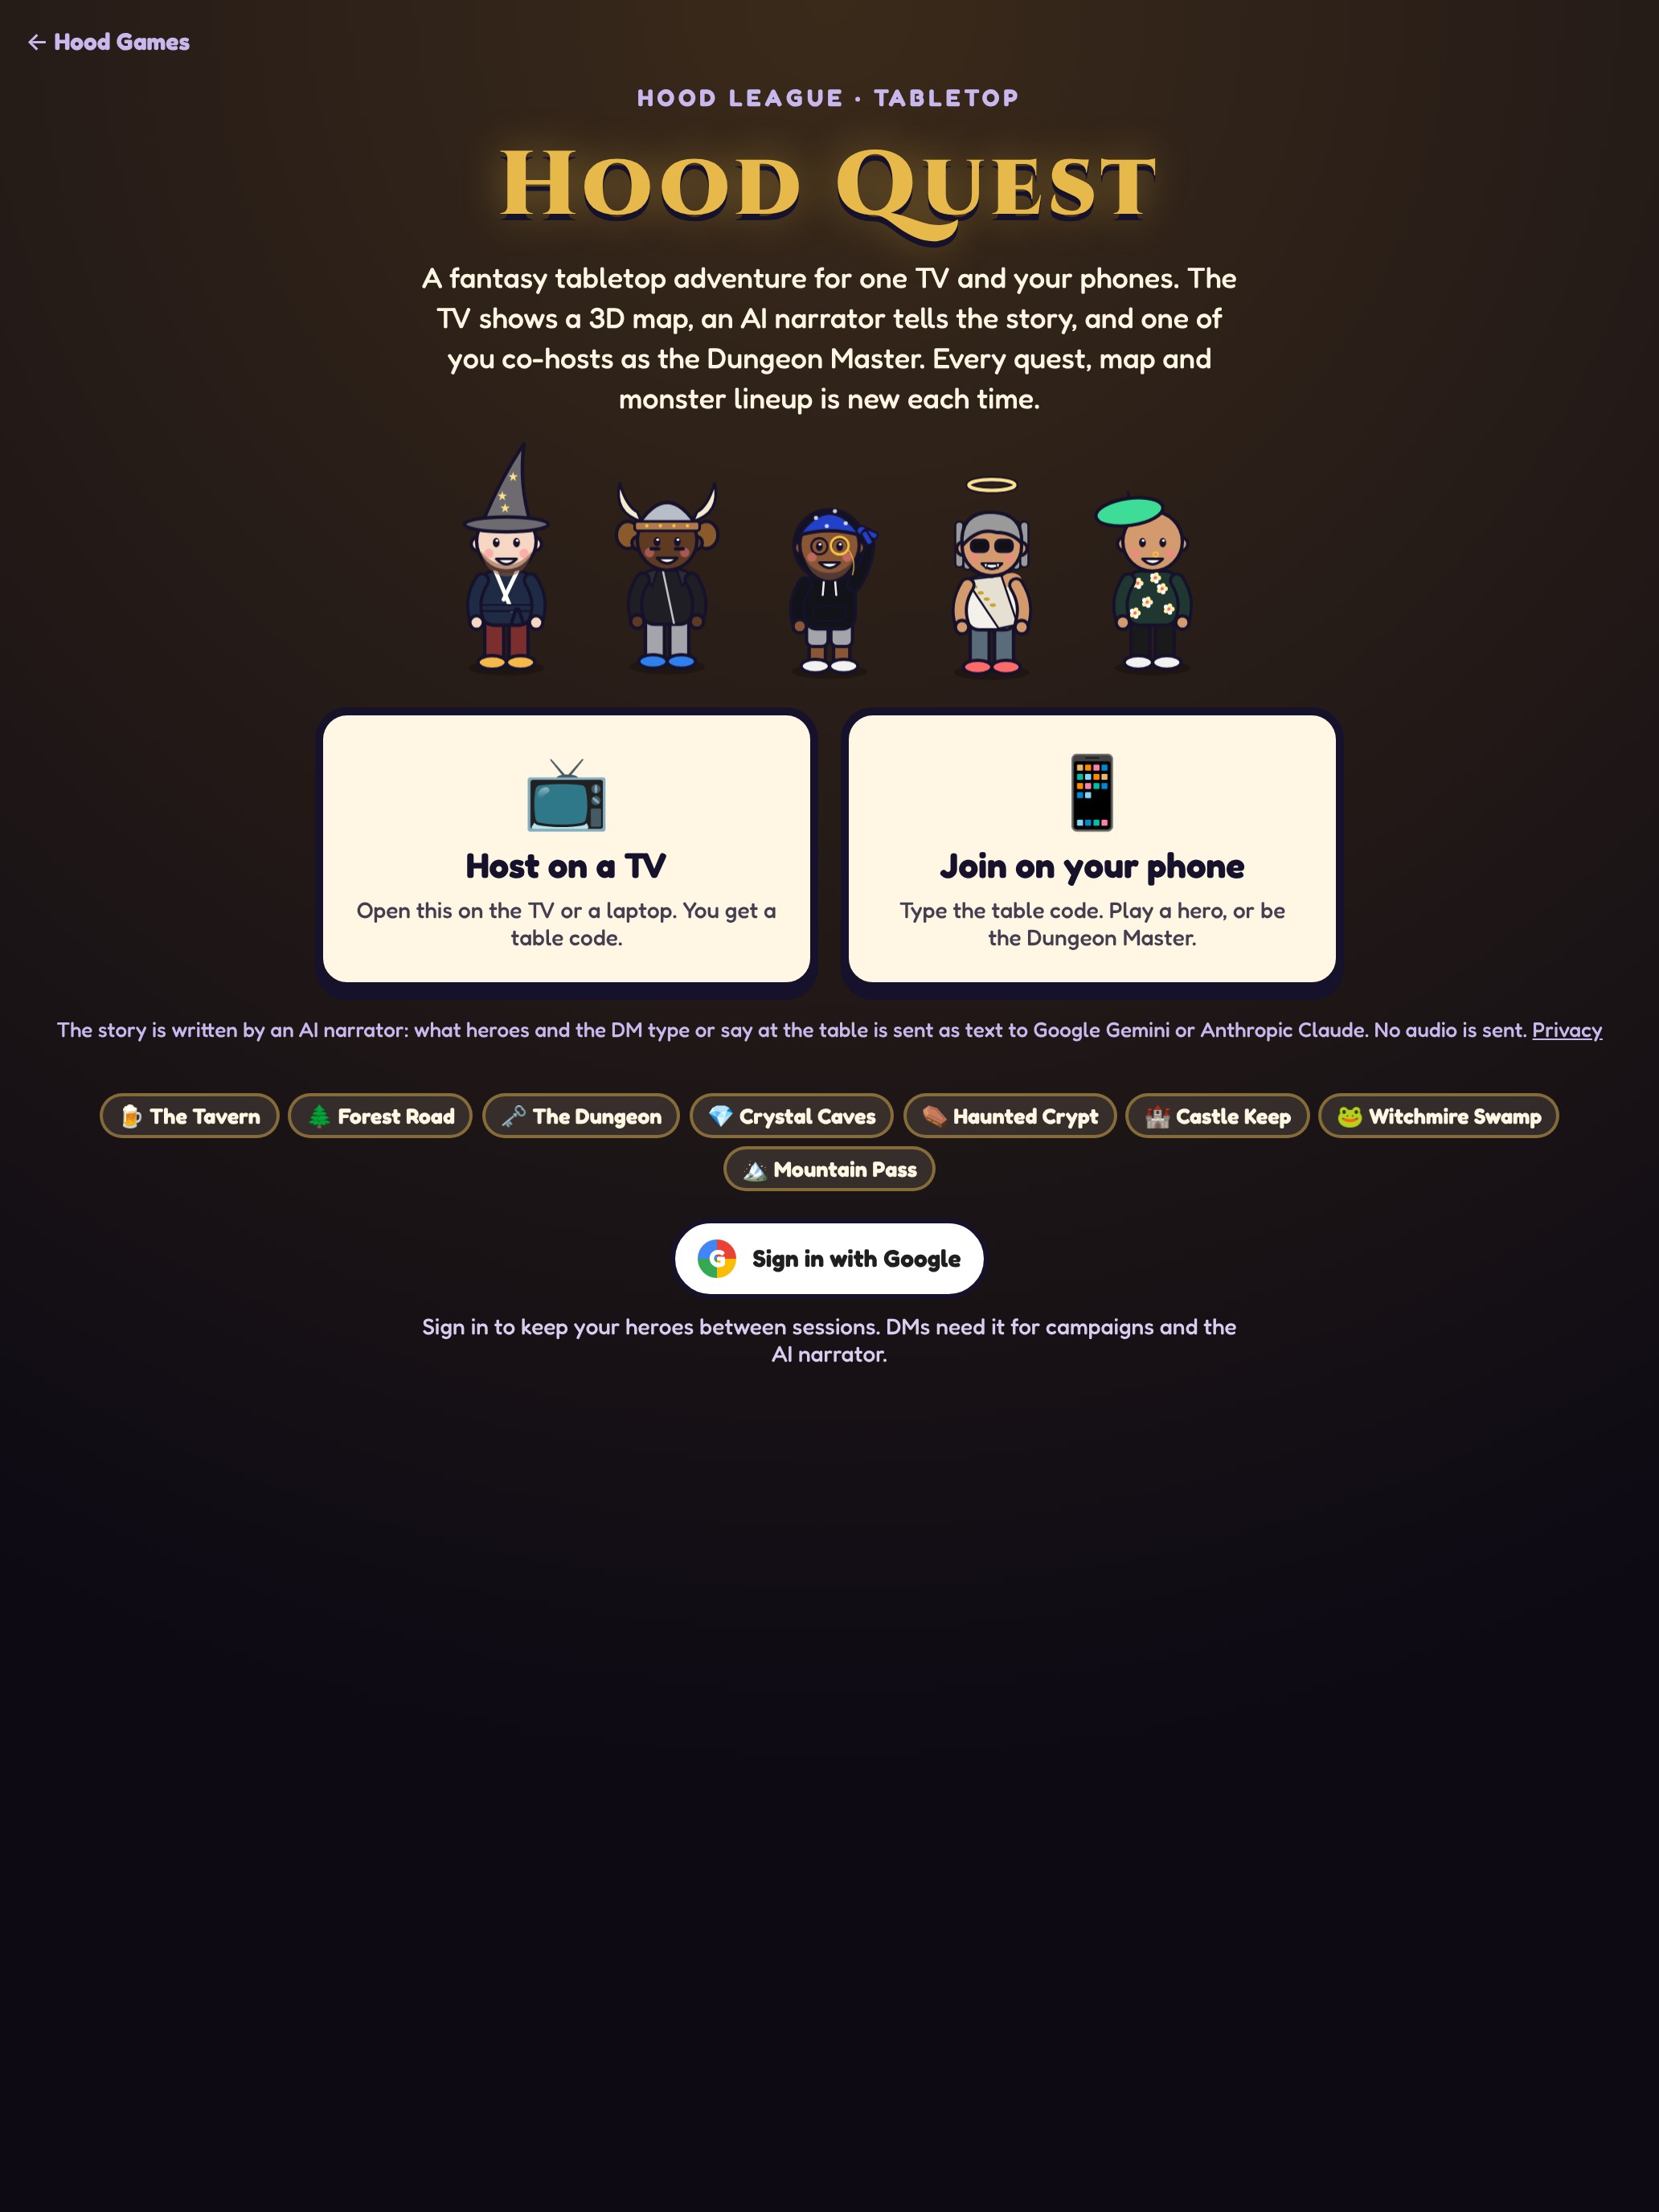 ← Hood Games
HOOD LEAGUE · TABLETOP
HOOD QUEST
A fantasy tabletop adventure for one TV and your phones. The
TV shows a 3D map, an AI narrator tells the story, and one of
you co-hosts as the Dungeon Master. Every quest, map and
monster lineup is new each time.
Host on a TV
Open this on the TV or a laptop. You get a
table code.
Join on your phone
Type the table code. Play a hero, or be
the Dungeon Master.
The story is written by an AI narrator: what heroes and the DM type or say at the table is sent as text to Google Gemini or Anthropic Claude. No audio is sent. Privacy
The Tavern Forest Road The Dungeon Crystal Caves Haunted Crypt Castle Keep Witchmire Swamp
Mountain Pass
G Sign in with Google
Sign in to keep your heroes between sessions. DMs need it for campaigns and the
AI narrator.